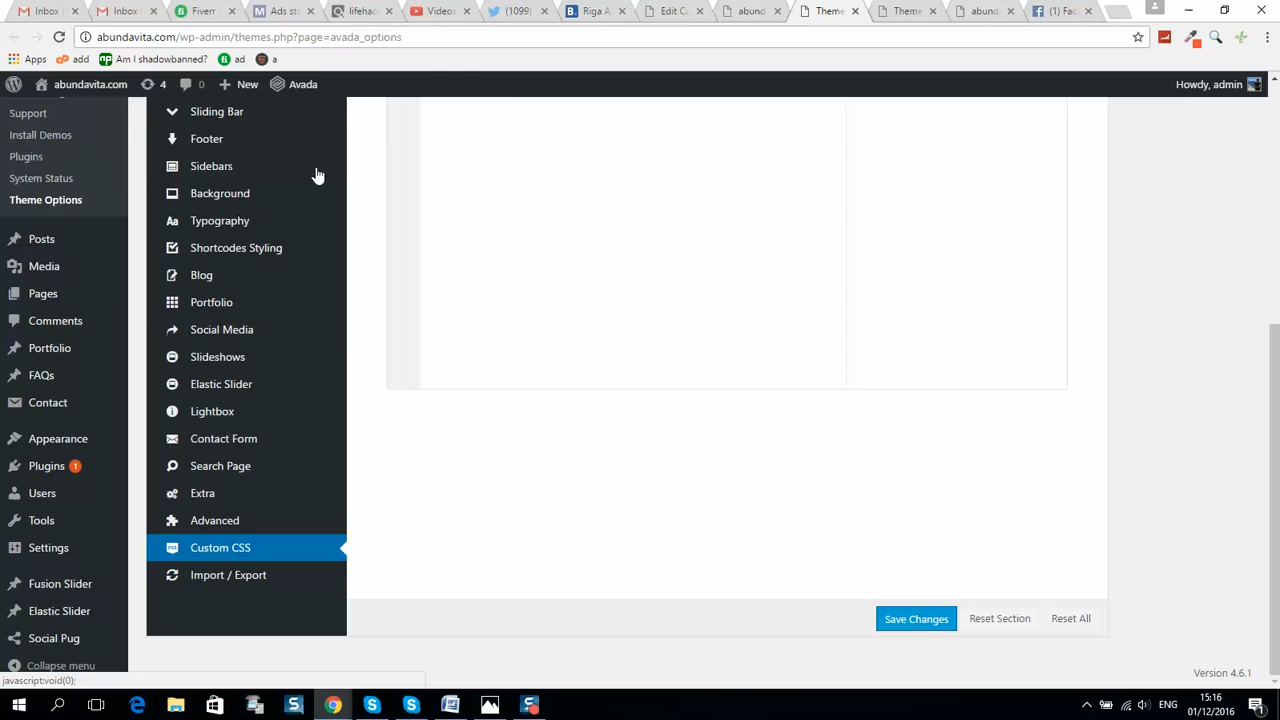 Inbox
Inbox
Fiverr
Ads sta
lifehac
Videos
(1099)
Riga
Edit Cu
abund
Theme
Theme
abund
(1) Fac
abundavita.com/wp-admin/themes.php?page=avada_options
Apps
add
Am I shadowbanned?
ad
a
abundavita.com
4
0
New
Avada
Howdy, admin
Support
Install Demos
Plugins
System Status
Theme Options
Posts
Media
Pages
Comments
Portfolio
FAQs
Contact
Appearance
Plugins 1
Users
Tools
Settings
Fusion Slider
Elastic Slider
Social Pug
Collapse menu
Sliding Bar
Footer
Sidebars
Background
Typography
Shortcodes Styling
Blog
Portfolio
Social Media
Slideshows
Elastic Slider
Lightbox
Contact Form
Search Page
Extra
Advanced
Custom CSS
Import / Export
Save Changes
Reset Section
Reset All
Version 4.6.1
javascript:void(0);
ENG
15:16
01/12/2016